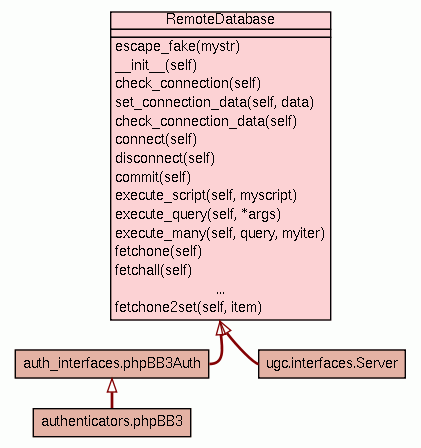 RemoteDatabase
escape_fake(mystr)
__init__(self)
check_connection(self)
set_connection_data(self, data)
check_connection_data(self)
connect(self)
disconnect(self)
commit(self)
execute_script(self, myscript)
execute_query(self, *args)
execute_many(self, query, myiter)
fetchone(self)
fetchall(self)
...
fetchone2set(self, item)
auth_interfaces.phpBB3Auth
ugc.interfaces.Server
authenticators.phpBB3